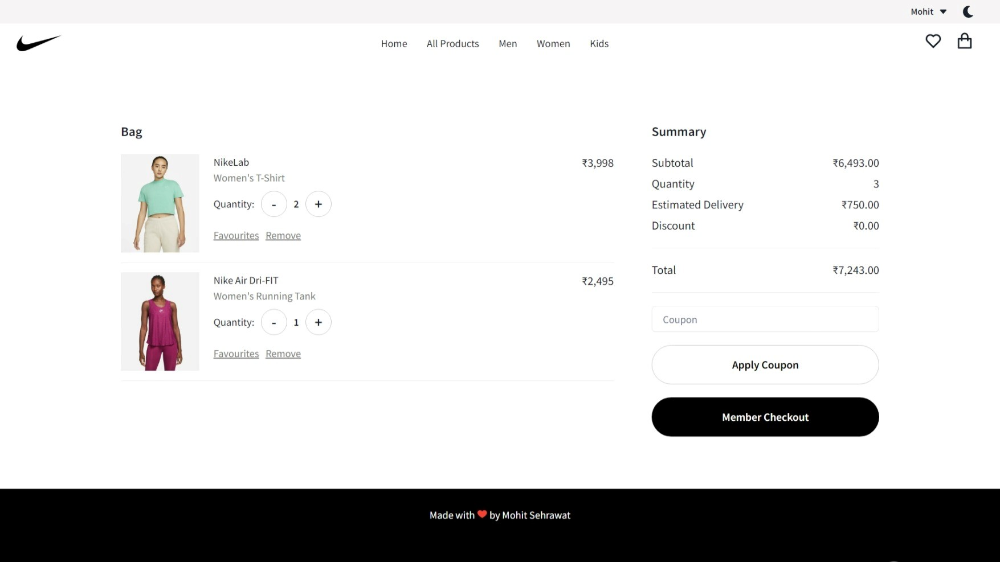 Mohit
Home All Products Men Women Kids
Bag
NikeLab
Women's T-Shirt
₹3,998
Quantity: - 2 +
Favourites Remove
Nike Air Dri-FIT
Women's Running Tank
₹2,495
Quantity: - 1 +
Favourites Remove
Summary
Subtotal ₹6,493.00
Quantity 3
Estimated Delivery ₹750.00
Discount ₹0.00
Total ₹7,243.00
Coupon
Apply Coupon
Member Checkout
Made with ❤ by Mohit Sehrawat